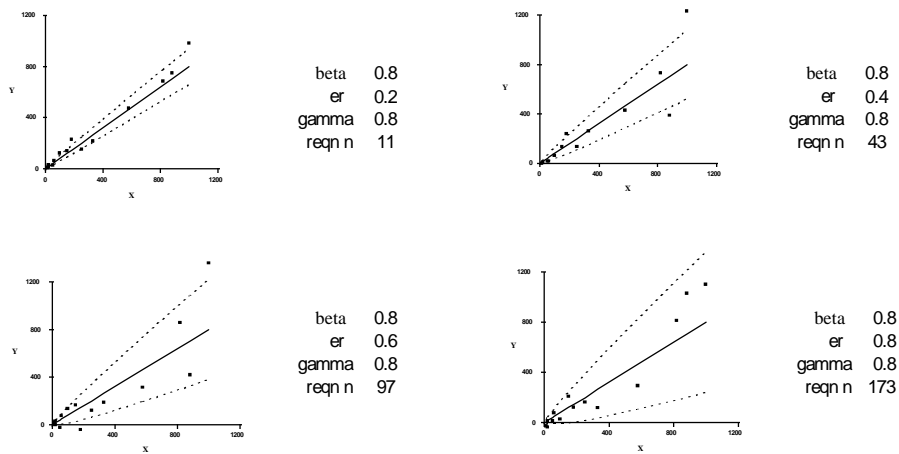 1200
800
Y
400
0
0 400 800 1200
X
beta 0.8
er 0.2
gamma 0.8
reqn n 11
1200
800
Y
400
0
0 400 800 1200
X
beta 0.8
er 0.4
gamma 0.8
reqn n 43
1200
800
Y
400
0
0 400 800 1200
X
beta 0.8
er 0.6
gamma 0.8
reqn n 97
1200
800
Y
400
0
0 400 800 1200
X
beta 0.8
er 0.8
gamma 0.8
reqn n 173